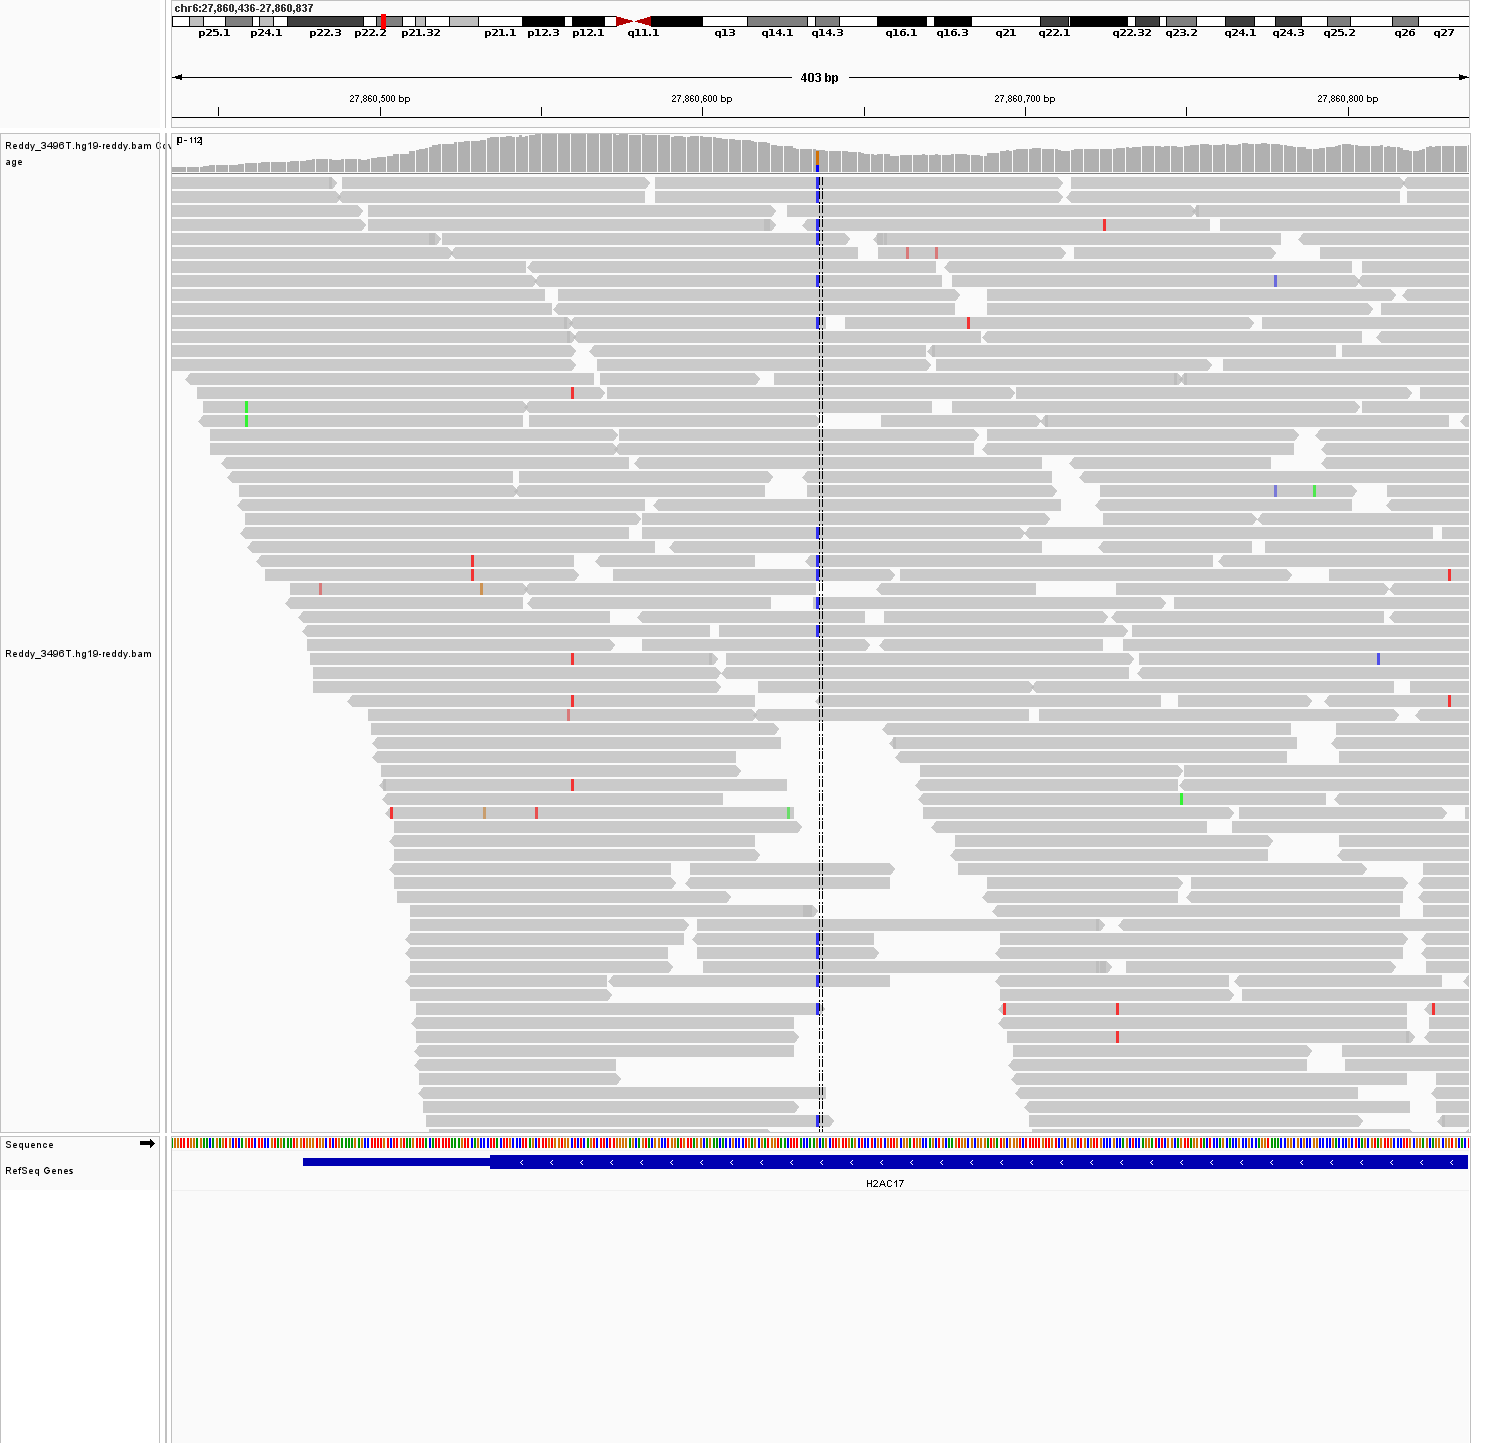 chr6:27,860,436-27,860,837
p25.1 p24.1 p22.3 p22.2 p21.32 p21.1 p12.3 p12.1 q11.1 q13 q14.1 q14.3 q16.1 q16.3 q21 q22.1 q22.32 q23.2 q24.1 q24.3 q25.2 q26 q27
403 bp
27,860,500 bp 27,860,600 bp 27,860,700 bp 27,860,800 bp
Reddy_3496T.hg19-reddy.bam Cov
age
[0 - 112]
Reddy_3496T.hg19-reddy.bam
Sequence
RefSeq Genes
H2AC17